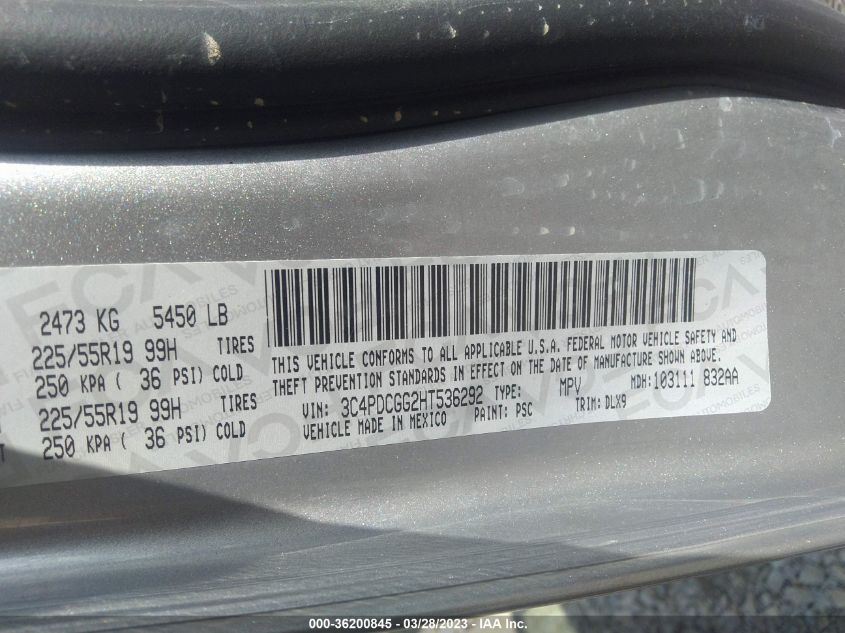 2473 KG 5450 LB
225/55R19 99H TIRES
250 KPA ( 36 PSI) COLD
225/55R19 99H TIRES
250 KPA ( 36 PSI) COLD
THIS VEHICLE CONFORMS TO ALL APPLICABLE U.S.A. FEDERAL MOTOR VEHICLE SAFETY AND
THEFT PREVENTION STANDARDS IN EFFECT ON THE DATE OF MANUFACTURE SHOWN ABOVE.
VIN: 3C4PDCGG2HT536292 TYPE: MPV MDH: 103111 832AA
VEHICLE MADE IN MEXICO PAINT: PSC TRIM: DLX9
000-36200845 - 03/28/2023 - IAA Inc.